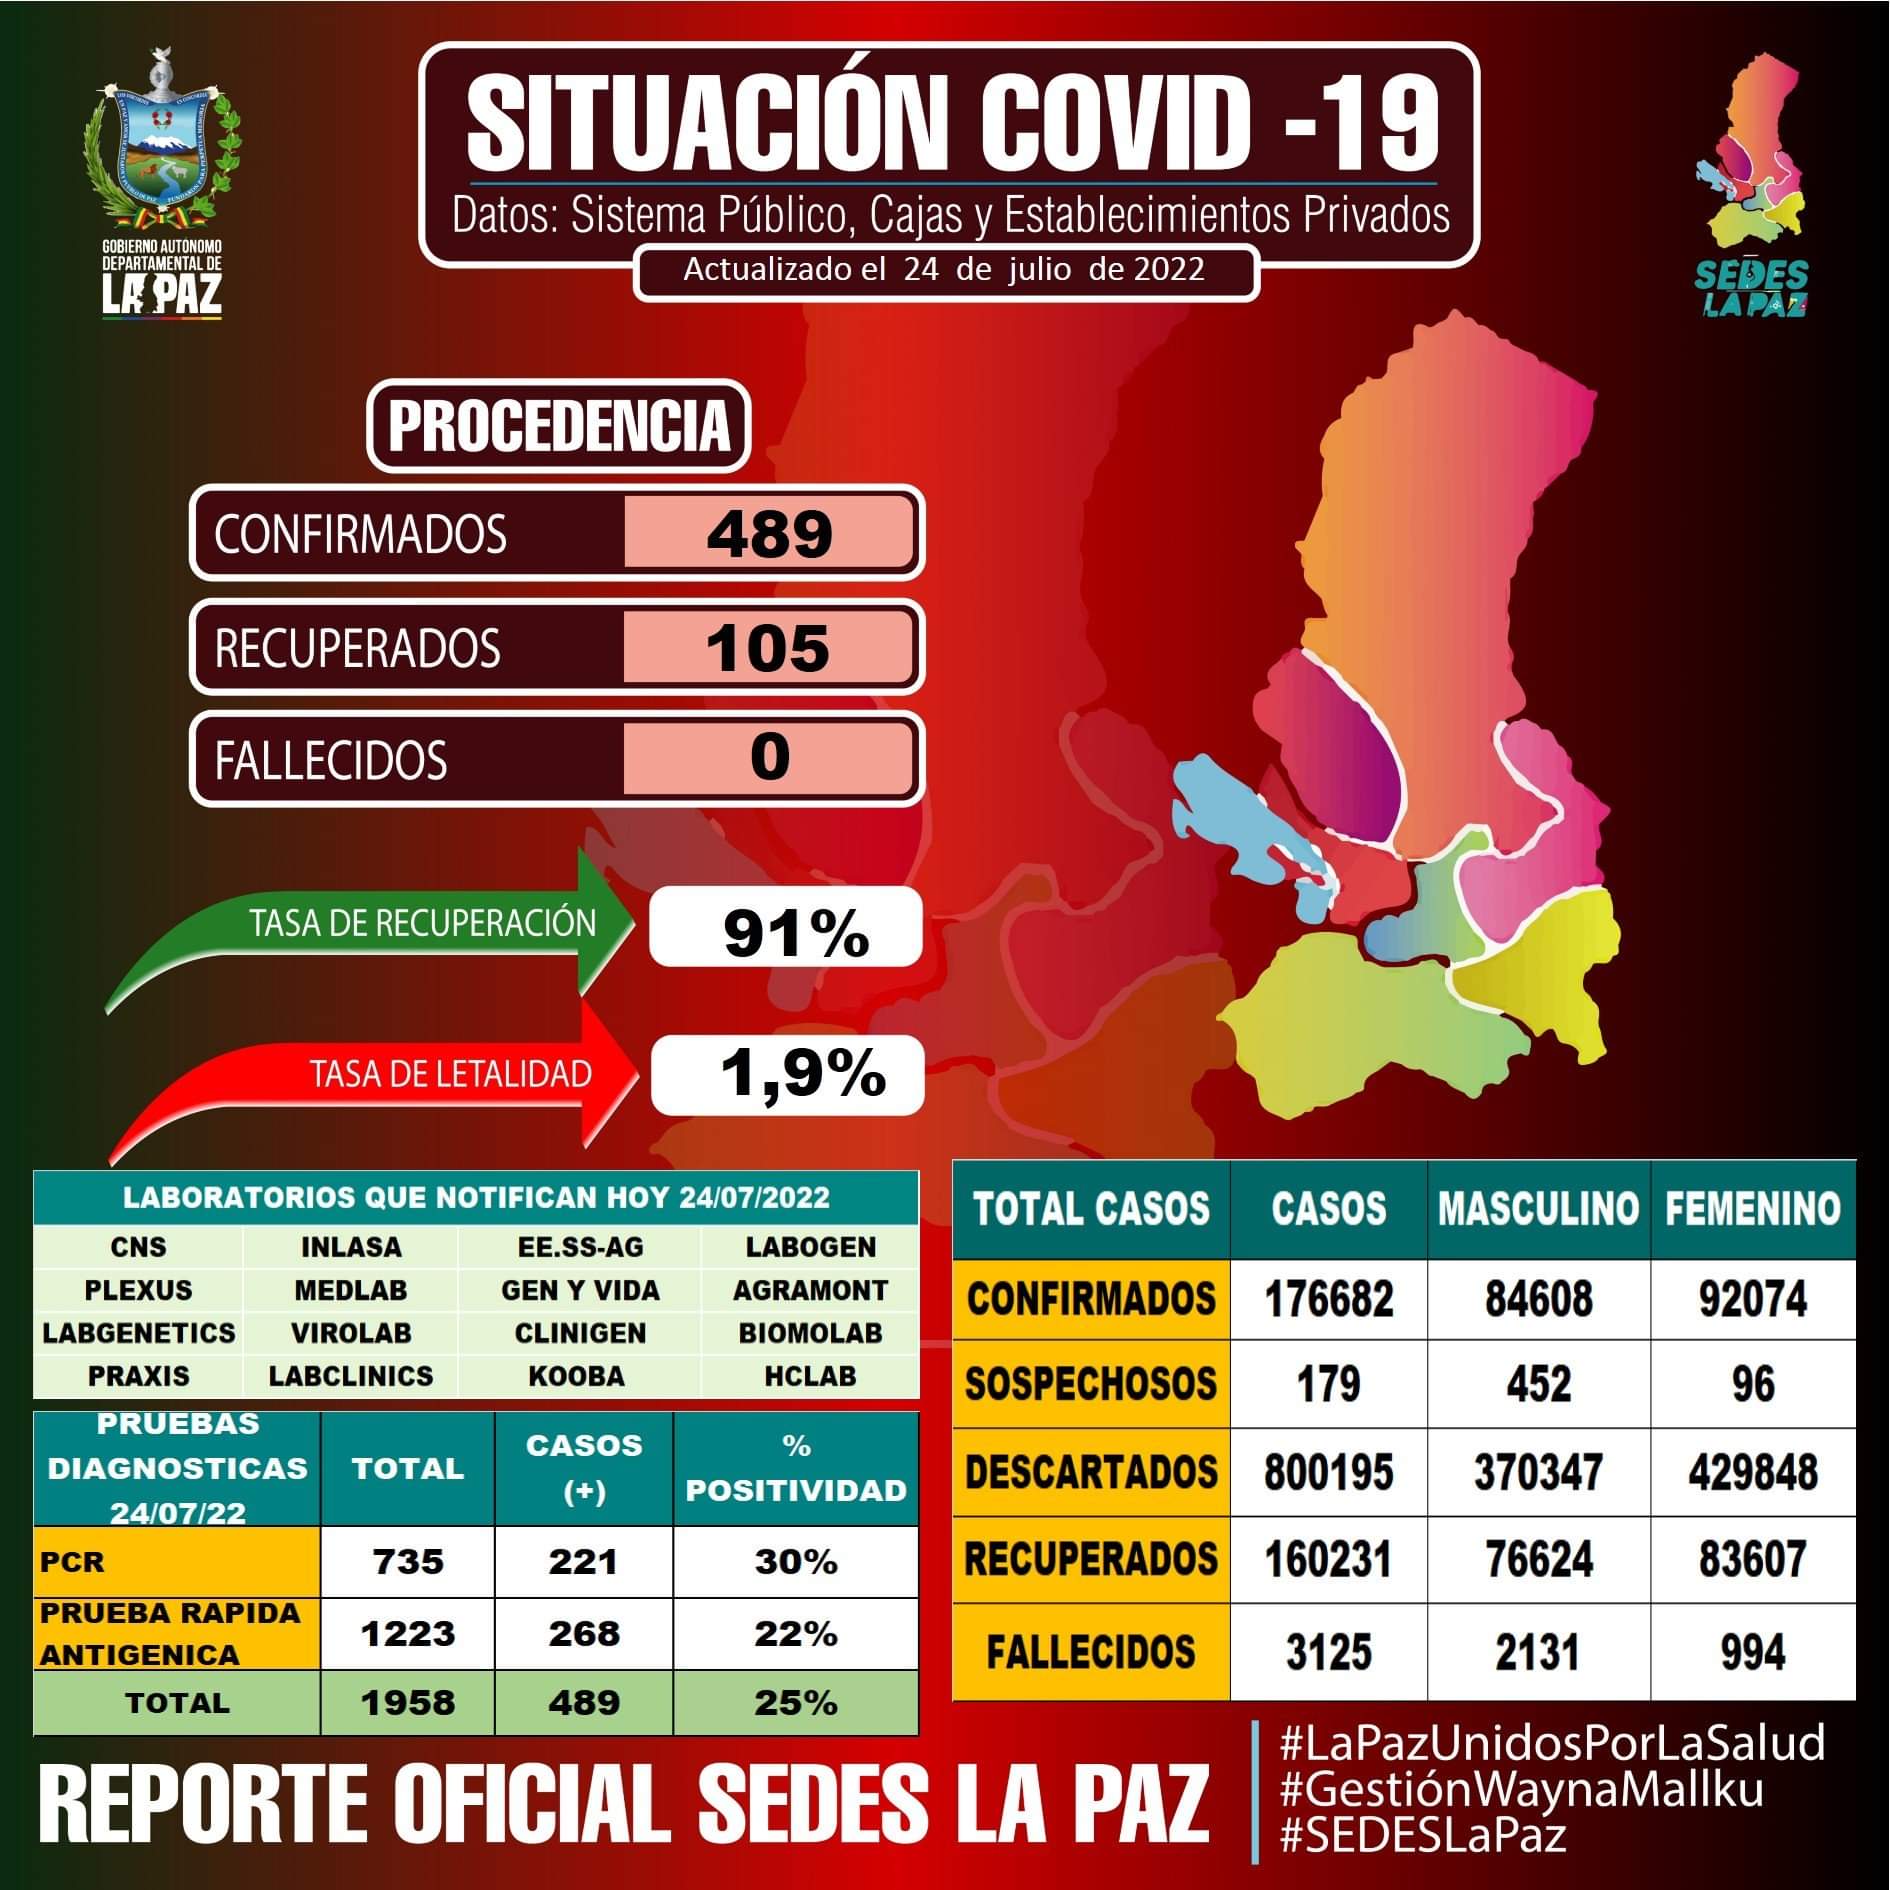 SITUACIÓN COVID -19
Datos: Sistema Público, Cajas y Establecimientos Privados
Actualizado el 24 de julio de 2022
GOBIERNO AUTÓNOMO
DEPARTAMENTAL DE
LA PAZ
SEDES
LA PAZ
PROCEDENCIA
CONFIRMADOS 489
RECUPERADOS 105
FALLECIDOS 0
TASA DE RECUPERACIÓN 91%
TASA DE LETALIDAD 1,9%
LABORATORIOS QUE NOTIFICAN HOY 24/07/2022
CNS INLASA EE.SS-AG LABOGEN
PLEXUS MEDLAB GEN Y VIDA AGRAMONT
LABGENETICS VIROLAB CLINIGEN BIOMOLAB
PRAXIS LABCLINICS KOOBA HCLAB
PRUEBAS
DIAGNOSTICAS
24/07/22
TOTAL
CASOS
(+)
%
POSITIVIDAD
PCR 735 221 30%
PRUEBA RAPIDA
ANTIGENICA
1223 268 22%
TOTAL 1958 489 25%
TOTAL CASOS CASOS MASCULINO FEMENINO
CONFIRMADOS 176682 84608 92074
SOSPECHOSOS 179 452 96
DESCARTADOS 800195 370347 429848
RECUPERADOS 160231 76624 83607
FALLECIDOS 3125 2131 994
REPORTE OFICIAL SEDES LA PAZ
#LaPazUnidosPorLaSalud
#GestiónWaynaMallku
#SEDESLaPaz